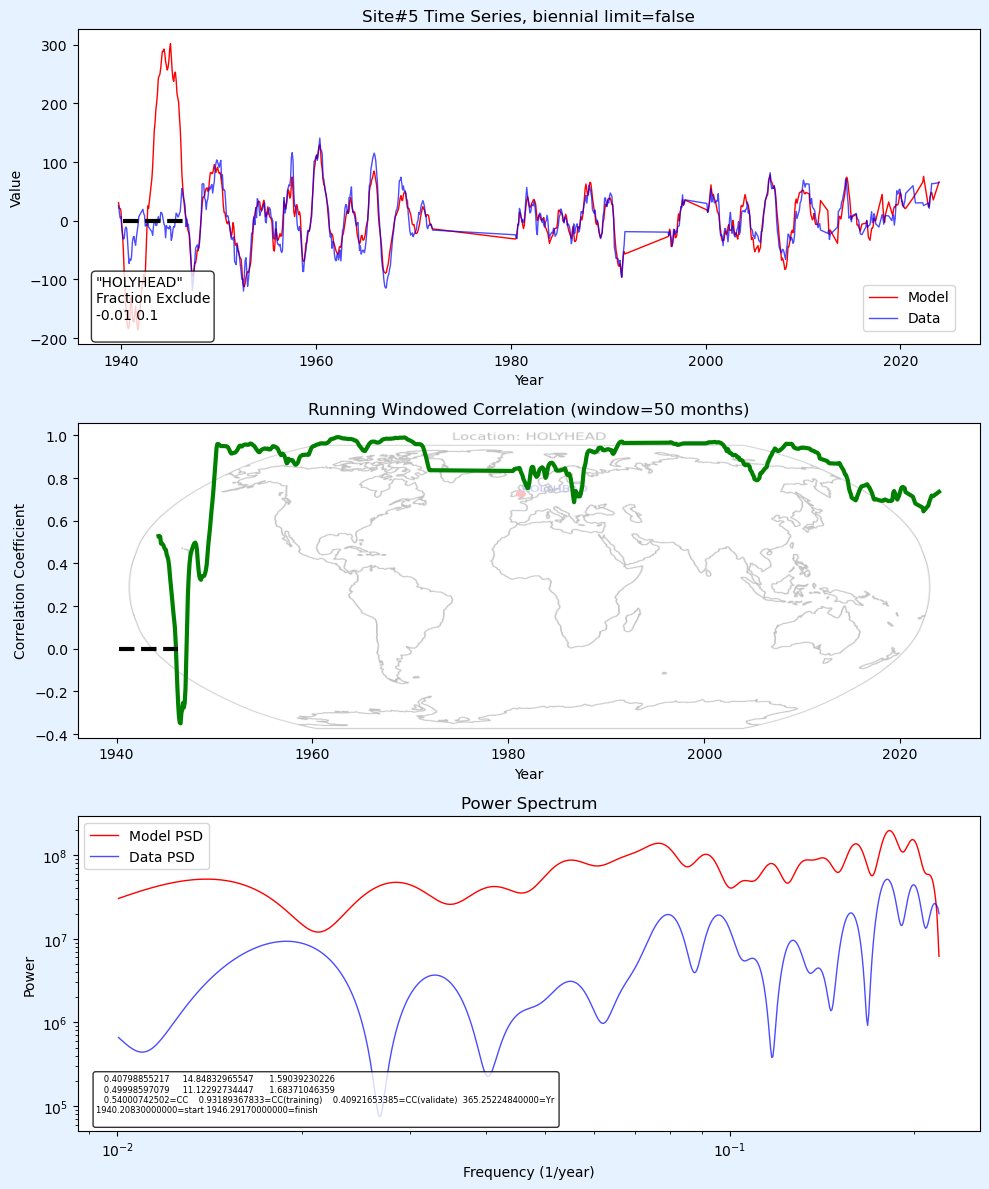 Site#5 Time Series, biennial limit=false
300
200
100
0
−100
−200
Value
"HOLYHEAD"
Fraction Exclude
-0.01 0.1
Model
Data
1940
1960
1980
2000
2020
Year
Running Windowed Correlation (window=50 months)
Location: HOLYHEAD
1.0
0.8
0.6
0.4
0.2
0.0
−0.2
−0.4
Correlation Coefficient
1940
1960
1980
2000
2020
Year
Power Spectrum
Model PSD
Data PSD
10^8
10^7
10^6
10^5
Power
0.40798855217 14.84832965547 1.59039230226
0.49998597079 11.12292734447 1.68371046359
0.54000742502=CC 0.93189367833=CC(training) 0.40921653385=CC(validate) 365.25224840000=Yr
1940.20830000000=start 1946.29170000000=finish
10^−2
10^−1
Frequency (1/year)